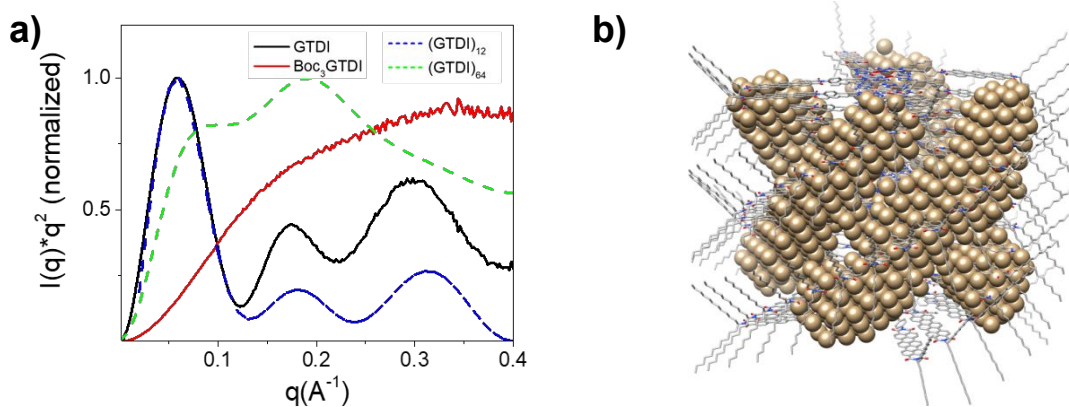 a)
I(q)*q² (normalized)
1.0
0.5
GTDI
Boc₃GTDI
(GTDI)₁₂
(GTDI)₆₄
0.1
0.2
0.3
0.4
q(A⁻¹)
b)